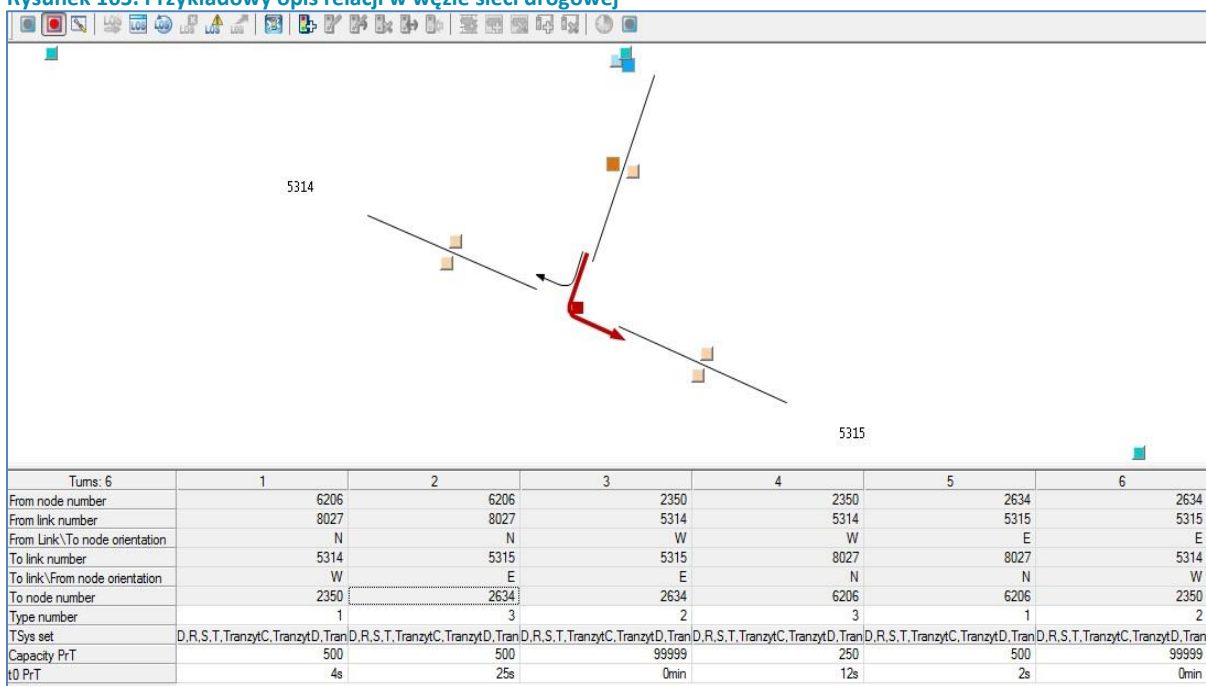 Rysunek 105. Przykładowy opis relacji w węźle sieci drogowej
5314
5315
Turns: 6 1 2 3 4 5 6
From node number 6206 6206 2350 2350 2634 2634
From link number 8027 8027 5314 5314 5315 5315
From Link\To node orientation N N W W E E
To link number 5314 5315 5315 8027 8027 5314
To link\From node orientation W E E N N W
To node number 2350 2634 2634 6206 6206 2350
Type number 1 3 2 3 1 2
TSys set D,R,S,T,TranzytC,TranzytD,Tran D,R,S,T,TranzytC,TranzytD,Tran D,R,S,T,TranzytC,TranzytD,Tran D,R,S,T,TranzytC,TranzytD,Tran D,R,S,T,TranzytC,TranzytD,Tran D,R,S,T,TranzytC,TranzytD,Tran
Capacity PrT 500 500 99999 250 500 99999
t0 PrT 4s 25s 0min 12s 2s 0min